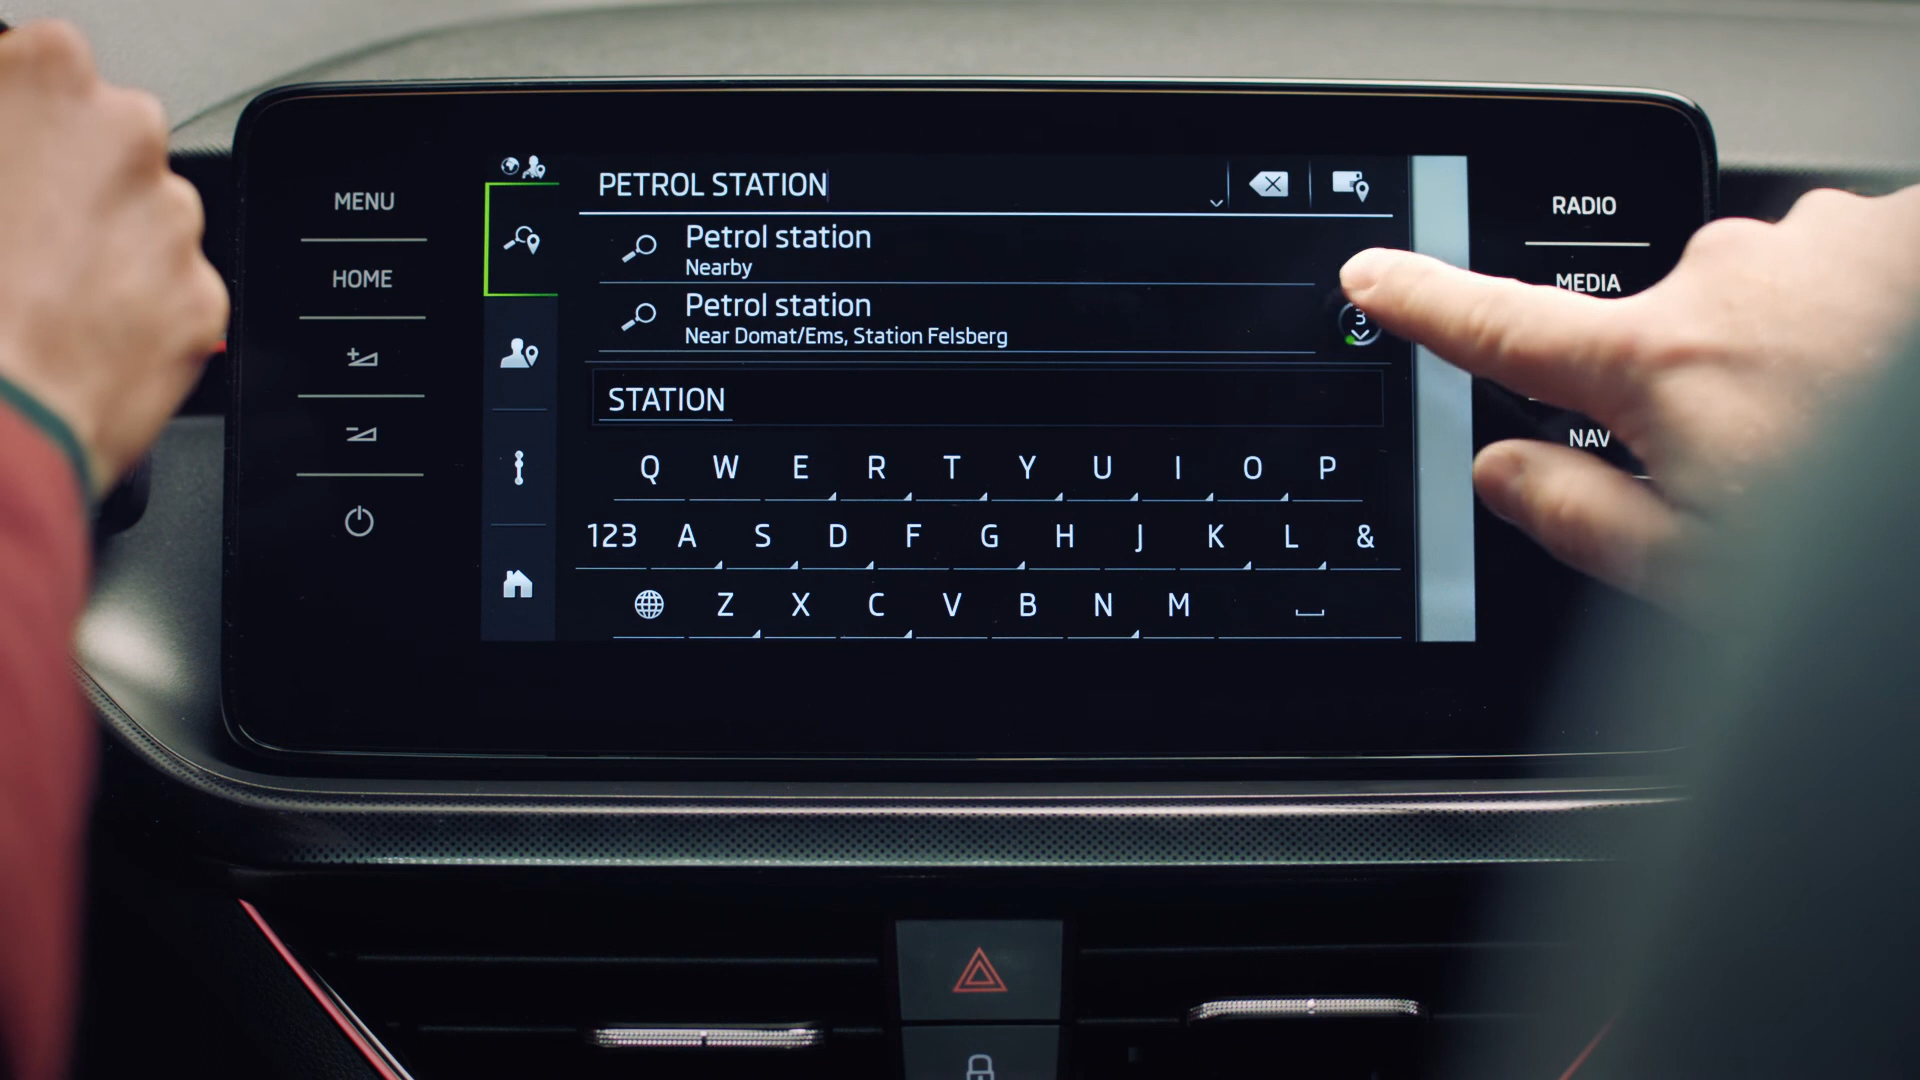 MENU
HOME
PETROL STATION
Petrol station
Nearby
Petrol station
Near Domat/Ems, Station Felsberg
3
STATION
Q W E R T Y U I O P
123 A S D F G H J K L &
Z X C V B N M
RADIO
MEDIA
NAV